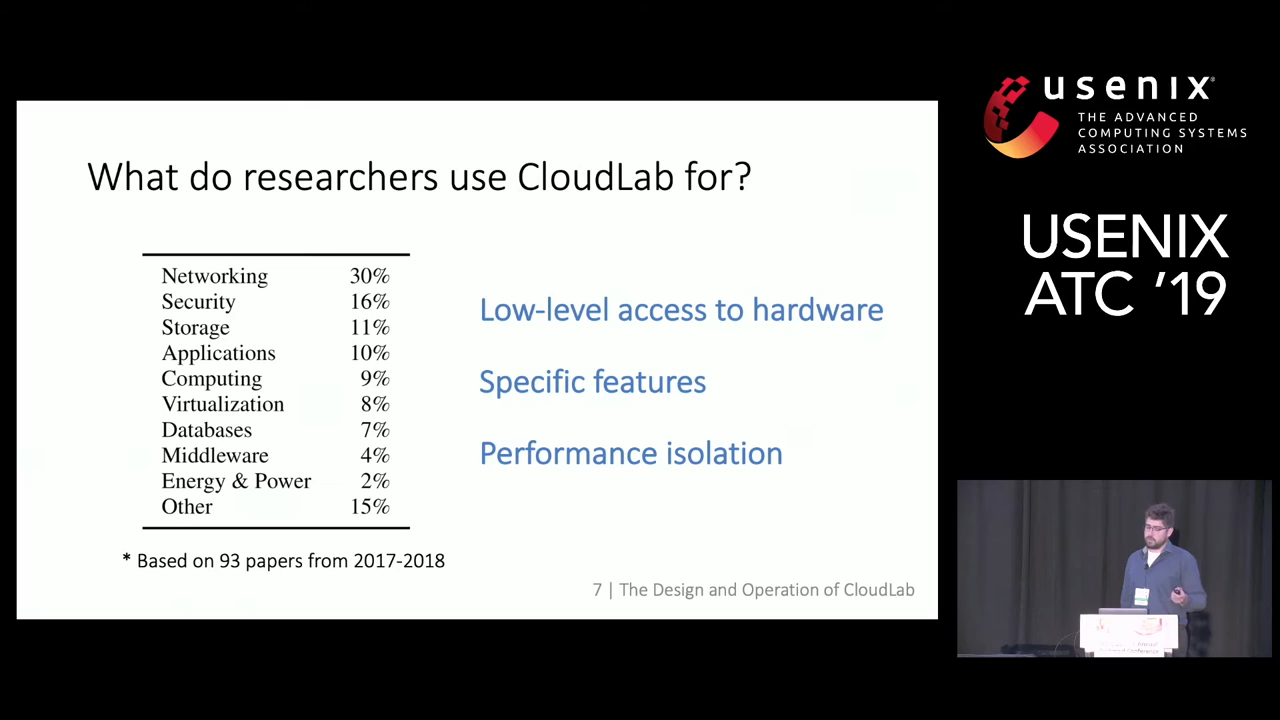 What do researchers use CloudLab for?
Networking 30%
Security 16%
Storage 11%
Applications 10%
Computing 9%
Virtualization 8%
Databases 7%
Middleware 4%
Energy & Power 2%
Other 15%
* Based on 93 papers from 2017-2018
Low-level access to hardware
Specific features
Performance isolation
7 | The Design and Operation of CloudLab
usenix®
THE ADVANCED
COMPUTING SYSTEMS
ASSOCIATION
USENIX
ATC ’19